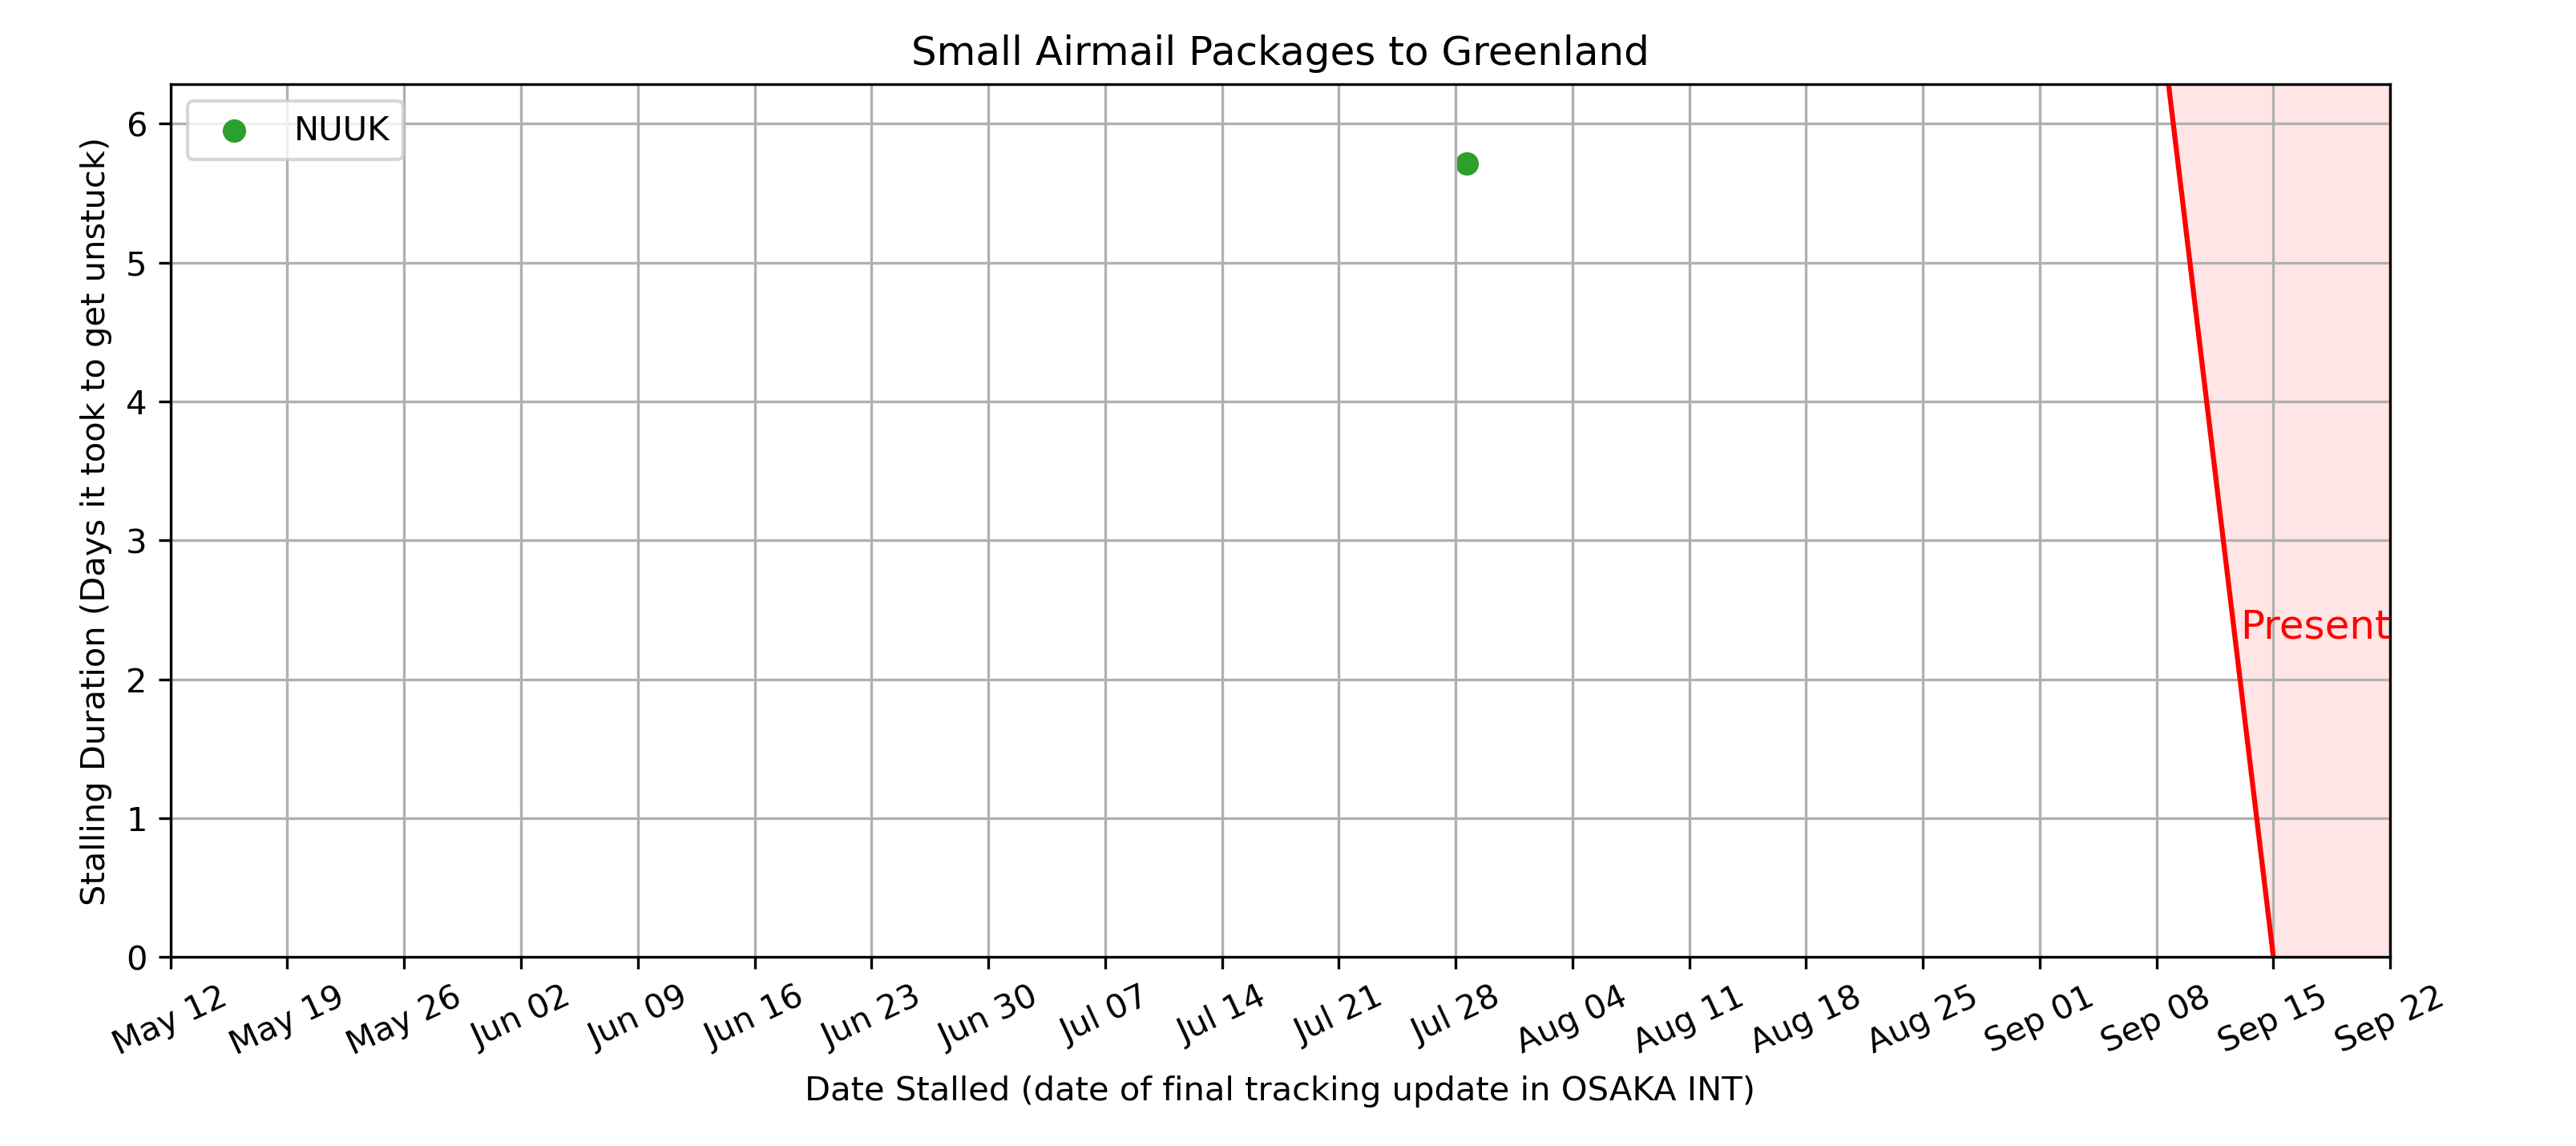 Small Airmail Packages to Greenland
NUUK
Stalling Duration (Days it took to get unstuck)
6
5
4
3
2
1
0
Present
May 12
May 19
May 26
Jun 02
Jun 09
Jun 16
Jun 23
Jun 30
Jul 07
Jul 14
Jul 21
Jul 28
Aug 04
Aug 11
Aug 18
Aug 25
Sep 01
Sep 08
Sep 15
Sep 22
Date Stalled (date of final tracking update in OSAKA INT)